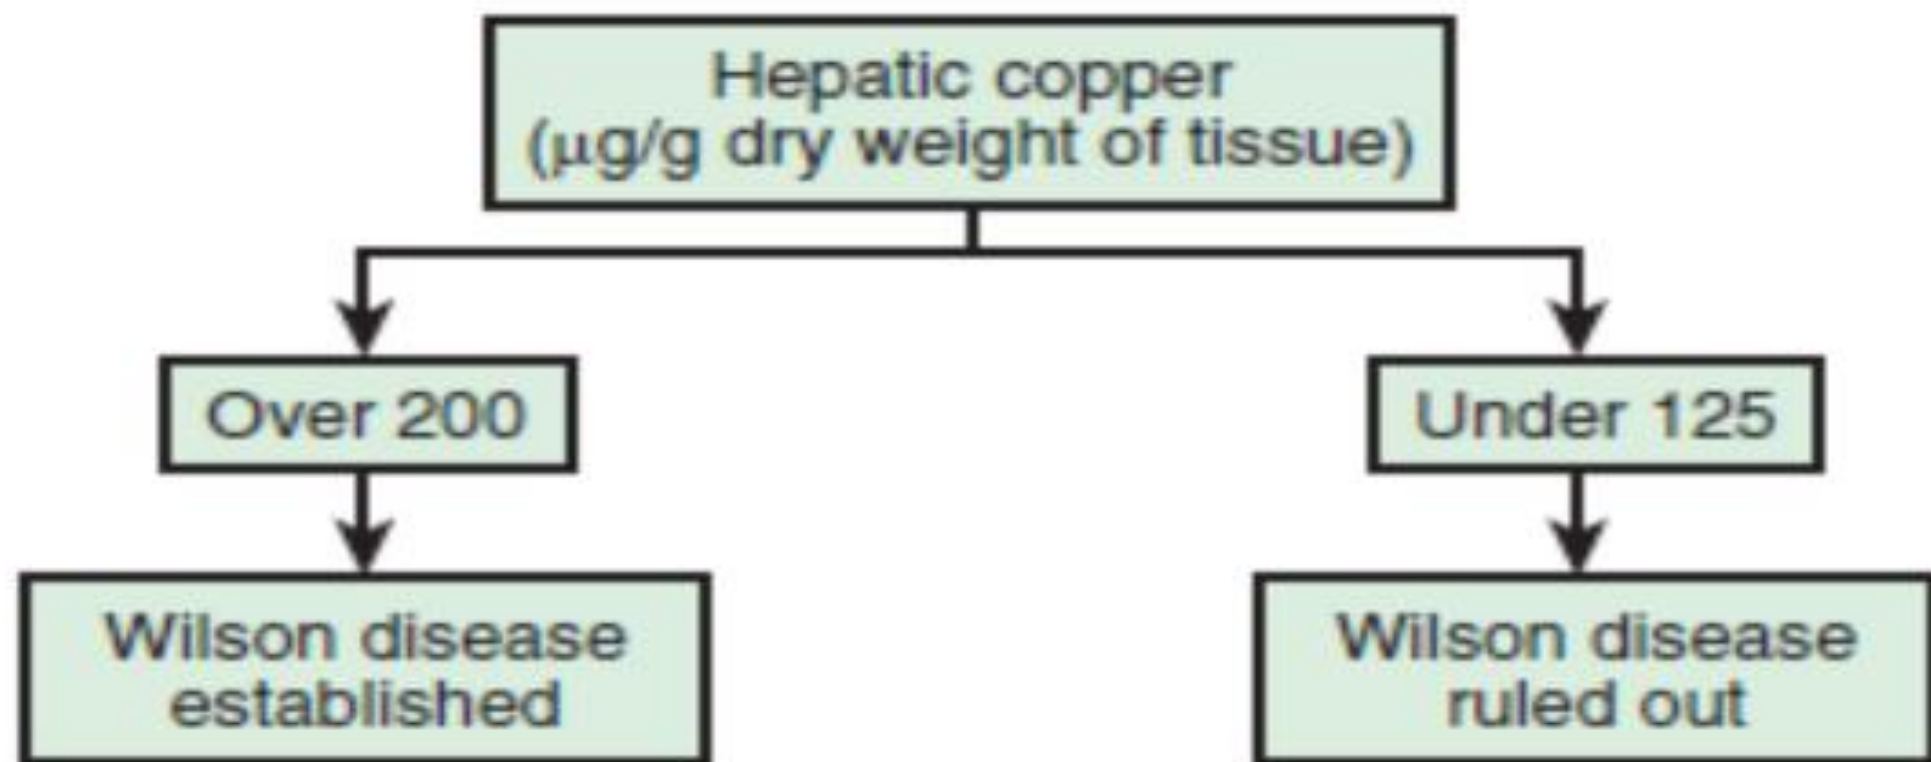 Hepatic copper
(μg/g dry weight of tissue)
Over 200
Under 125
Wilson disease
established
Wilson disease
ruled out